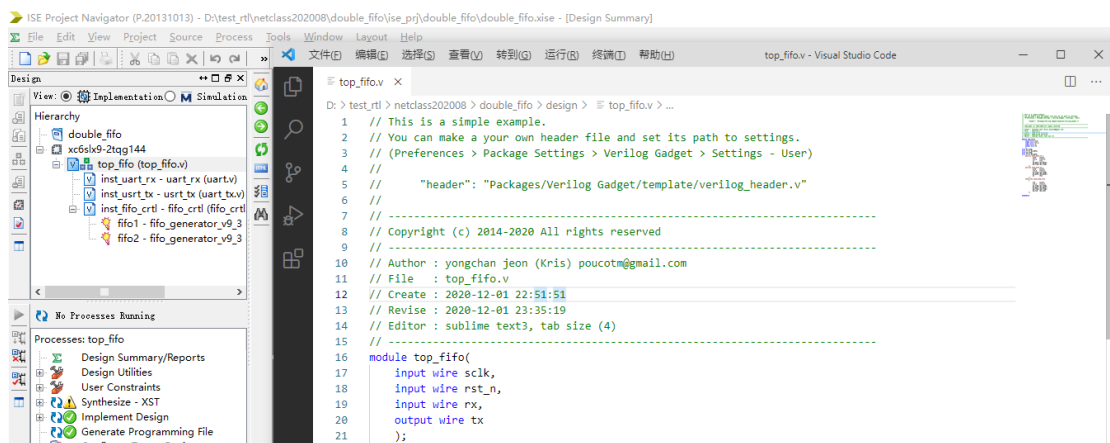 ISE Project Navigator (P.20131013) - D:\test_rtl\netclass202008\double_fifo\ise_prj\double_fifo\double_fifo.xise - [Design Summary]
File Edit View Project Source Process Tools Window Layout Help
文件(F) 编辑(E) 选择(S) 查看(V) 转到(G) 运行(R) 终端(T) 帮助(H) top_fifo.v - Visual Studio Code
Design
View: Implementation Simulation
Hierarchy
double_fifo
xc6slx9-2tqg144
top_fifo (top_fifo.v)
inst_uart_rx - uart_rx (uart.v)
inst_usrt_tx - usrt_tx (uart_tx.v)
inst_fifo_crtl - fifo_crtl (fifo_crtl
fifo1 - fifo_generator_v9_3
fifo2 - fifo_generator_v9_3
No Processes Running
Processes: top_fifo
Design Summary/Reports
Design Utilities
User Constraints
Synthesize - XST
Implement Design
Generate Programming File
top_fifo.v
D: > test_rtl > netclass202008 > double_fifo > design > top_fifo.v > ...
1 // This is a simple example.
2 // You can make a your own header file and set its path to settings.
3 // (Preferences > Package Settings > Verilog Gadget > Settings - User)
4 //
5 //      "header": "Packages/Verilog Gadget/template/verilog_header.v"
6 //
7 // -----------------------------------------------------------------------------
8 // Copyright (c) 2014-2020 All rights reserved
9 // -----------------------------------------------------------------------------
10 // Author : yongchan jeon (Kris) poucotm@gmail.com
11 // File   : top_fifo.v
12 // Create : 2020-12-01 22:51:51
13 // Revise : 2020-12-01 23:35:19
14 // Editor : sublime text3, tab size (4)
15 // -----------------------------------------------------------------------------
16 module top_fifo(
17     input wire sclk,
18     input wire rst_n,
19     input wire rx,
20     output wire tx
21     );